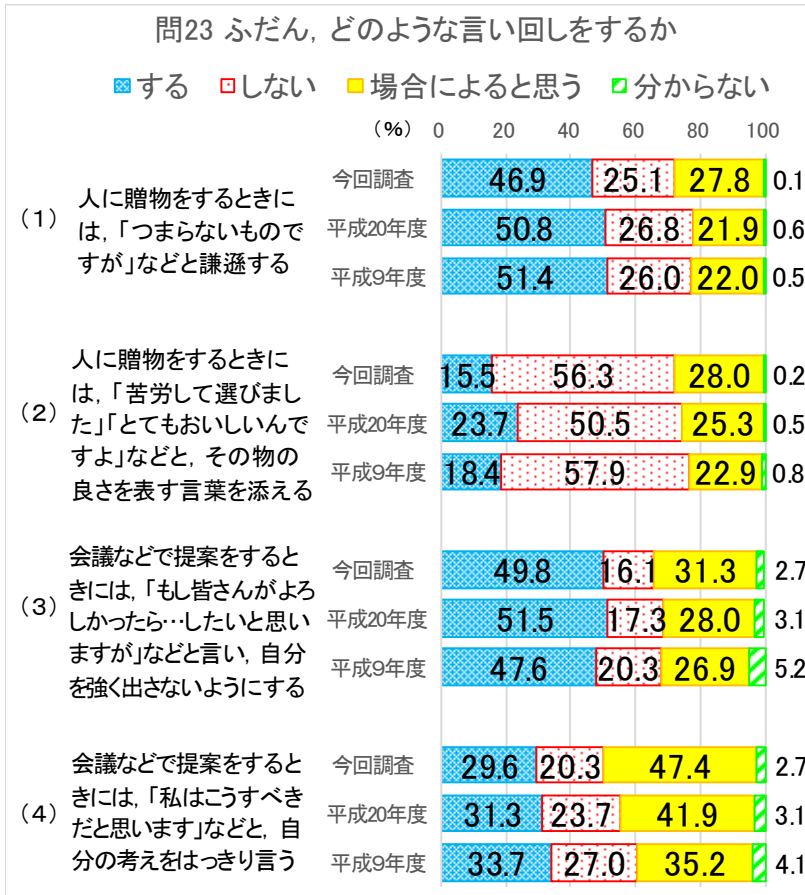 問23 ふだん，どのような言い回しをするか
する しない 場合によると思う 分からない
（％） 0 20 40 60 80 100
（１）
人に贈物をするときに
は，「つまらないもので
すが」などと謙遜する
今回調査 46.9 25.1 27.8 0.1
平成20年度 50.8 26.8 21.9 0.6
平成９年度 51.4 26.0 22.0 0.5
（２）
人に贈物をするときに
は，「苦労して選びまし
た」「とてもおいしいんで
すよ」などと，その物の
良さを表す言葉を添える
今回調査 15.5 56.3 28.0 0.2
平成20年度 23.7 50.5 25.3 0.5
平成９年度 18.4 57.9 22.9 0.8
（３）
会議などで提案をすると
きには，「もし皆さんがよろ
しかったら…したいと思い
ますが」などと言い，自分
を強く出さないようにする
今回調査 49.8 16.1 31.3 2.7
平成20年度 51.5 17.3 28.0 3.1
平成９年度 47.6 20.3 26.9 5.2
（４）
会議などで提案をすると
きには，「私はこうすべき
だと思います」などと，自
分の考えをはっきり言う
今回調査 29.6 20.3 47.4 2.7
平成20年度 31.3 23.7 41.9 3.1
平成９年度 33.7 27.0 35.2 4.1